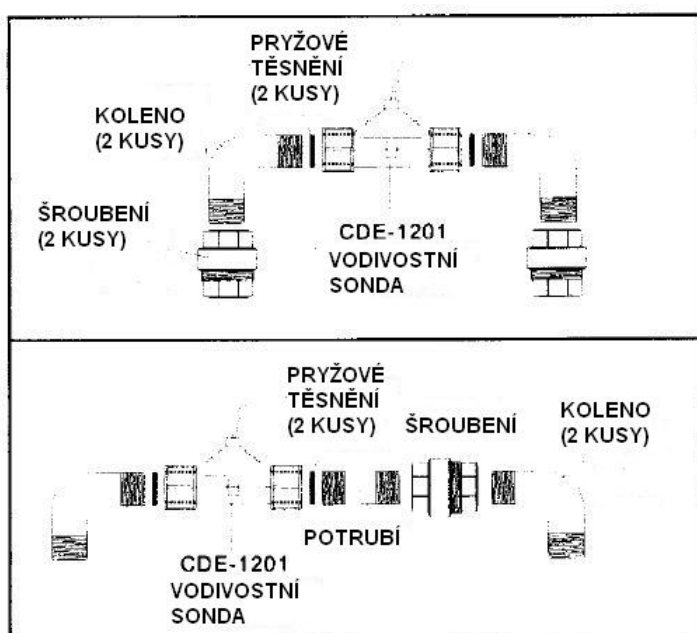 PRYŽOVÉ
TĚSNĚNÍ
(2 KUSY)
KOLENO
(2 KUSY)
ŠROUBENÍ
(2 KUSY)
CDE-1201
VODIVOSTNÍ
SONDA
PRYŽOVÉ
TĚSNĚNÍ
(2 KUSY)
ŠROUBENÍ
KOLENO
(2 KUSY)
POTRUBÍ
CDE-1201
VODIVOSTNÍ
SONDA